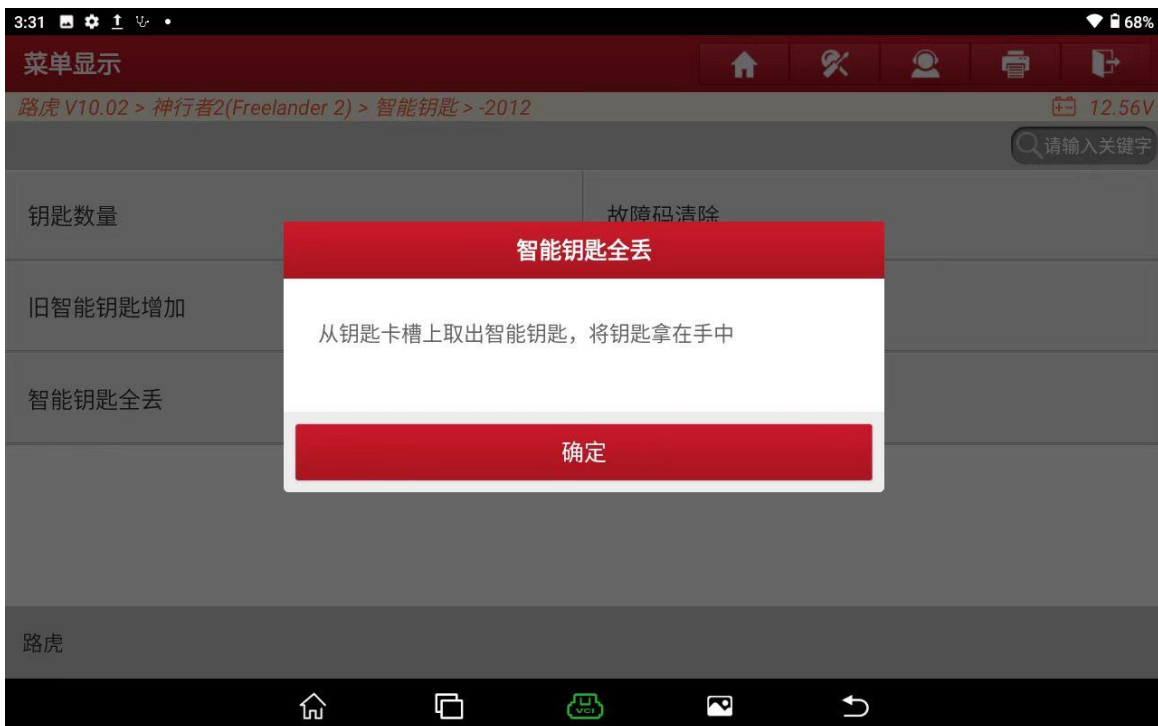 3:31
68%
菜单显示
路虎 V10.02 > 神行者2(Freelander 2) > 智能钥匙 > -2012
12.56V
请输入关键字
钥匙数量
故障码清除
智能钥匙全丢
旧智能钥匙增加
从钥匙卡槽上取出智能钥匙，将钥匙拿在手中
智能钥匙全丢
确定
路虎
VCI